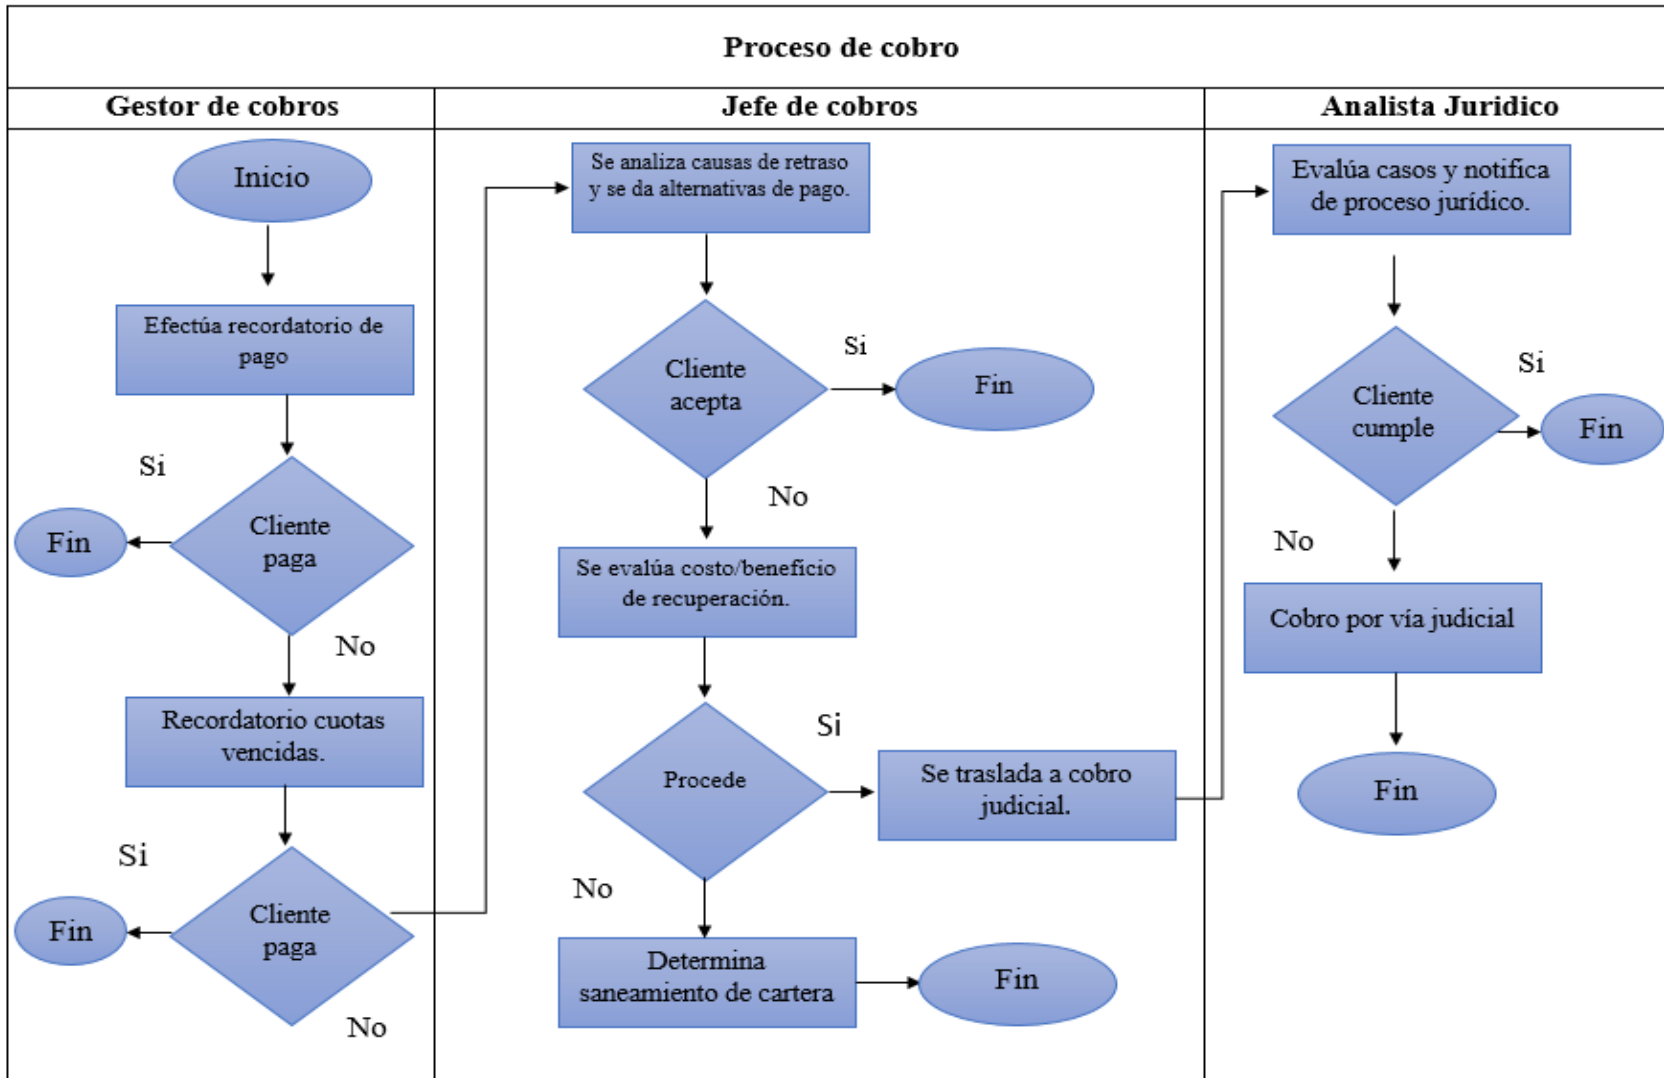 Proceso de cobro
Gestor de cobros
Jefe de cobros
Analista Juridico
Inicio
Efectúa recordatorio de
pago
Si
Cliente
paga
Fin
No
Recordatorio cuotas
vencidas.
Si
Cliente
paga
Fin
No
Se analiza causas de retraso
y se da alternativas de pago.
Cliente
acepta
Si
Fin
No
Se evalúa costo/beneficio
de recuperación.
Procede
Si
Se traslada a cobro
judicial.
No
Determina
saneamiento de cartera
Fin
Evalúa casos y notifica
de proceso jurídico.
Cliente
cumple
Si
Fin
No
Cobro por vía judicial
Fin